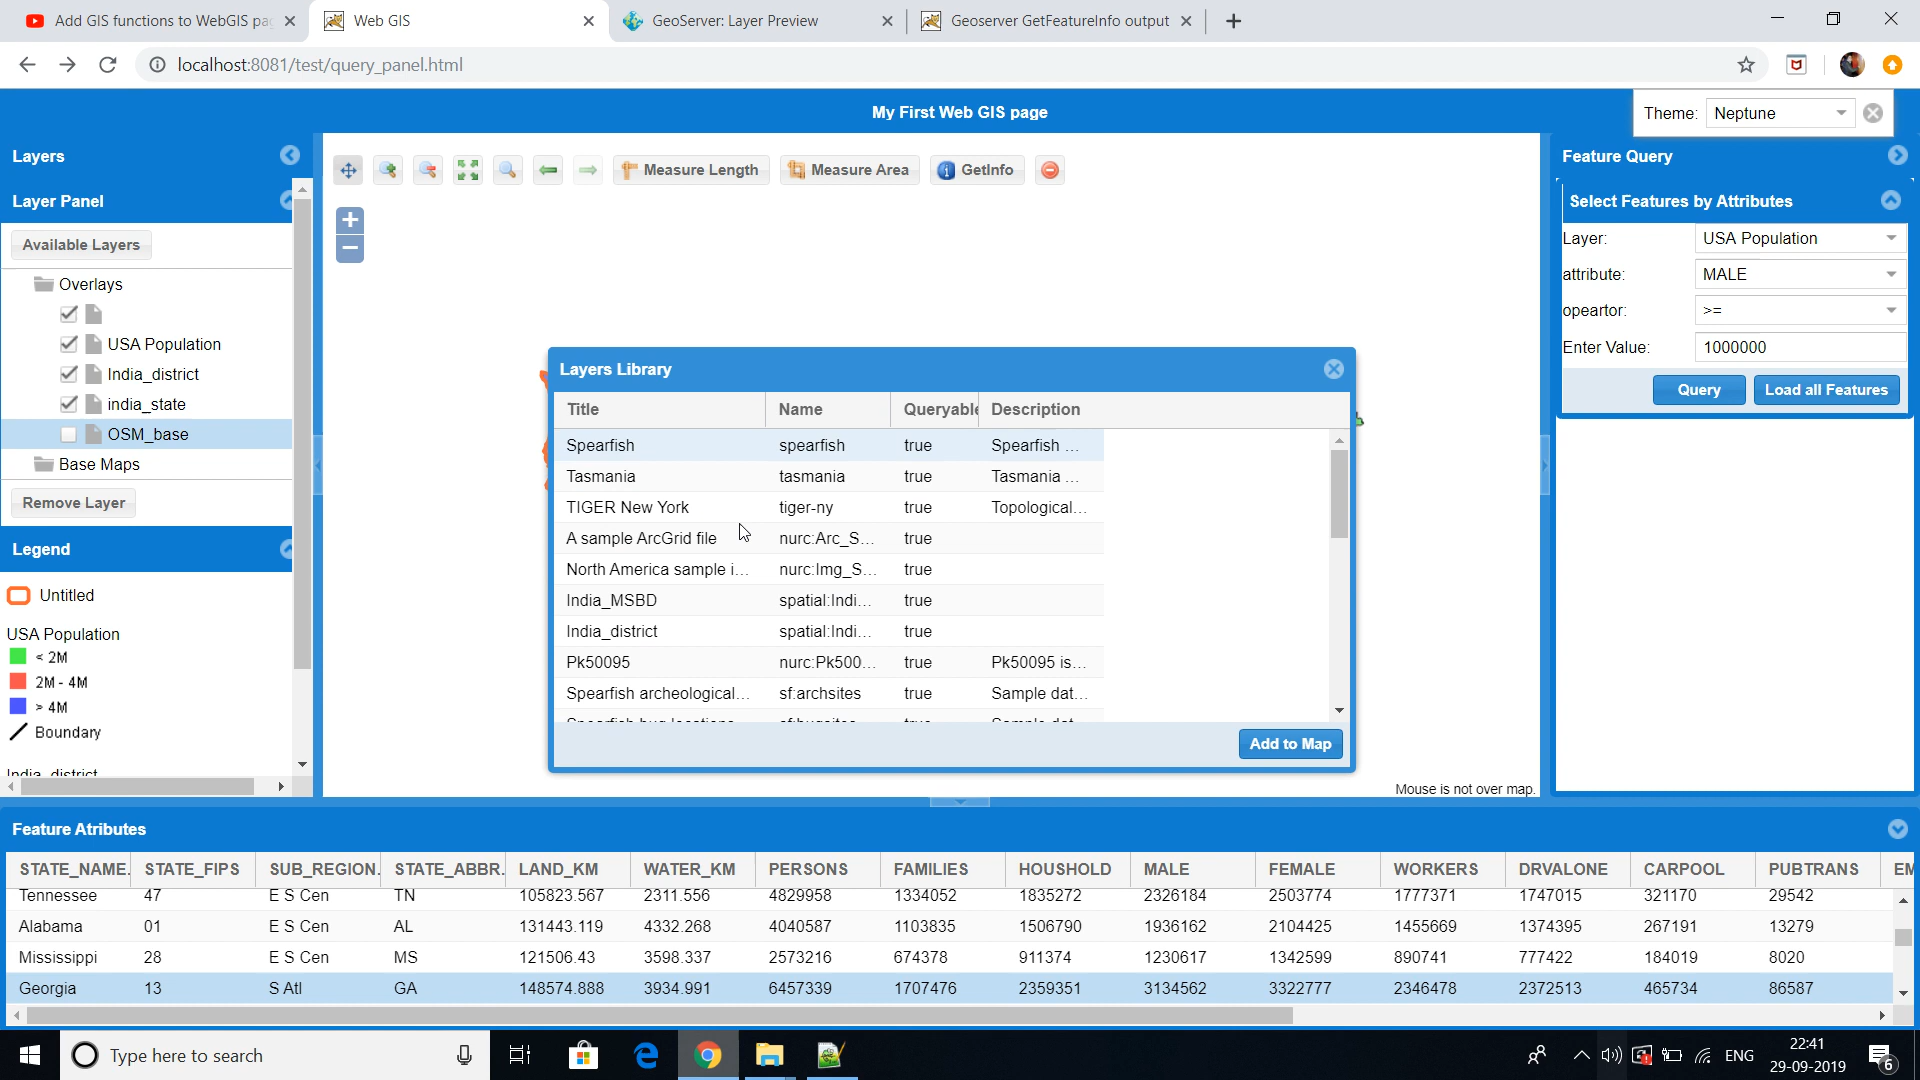 Add GIS functions to WebGIS pag
Web GIS
GeoServer: Layer Preview
Geoserver GetFeatureInfo output
localhost:8081/test/query_panel.html
My First Web GIS page
Theme: Neptune
Layers
Layer Panel
Available Layers
Overlays
USA Population
India_district
india_state
OSM_base
Base Maps
Remove Layer
Legend
Untitled
USA Population
< 2M
2M - 4M
> 4M
Boundary
India_district
Measure Length
Measure Area
GetInfo
+
−
Layers Library
Title Name Queryable Description
Spearfish spearfish true Spearfish ...
Tasmania tasmania true Tasmania ...
TIGER New York tiger-ny true Topological...
A sample ArcGrid file nurc:Arc_S... true
North America sample i... nurc:Img_S... true
India_MSBD spatial:Indi... true
India_district spatial:Indi... true
Pk50095 nurc:Pk500... true Pk50095 is...
Spearfish archeological... sf:archsites true Sample dat...
Add to Map
Mouse is not over map.
Feature Query
Select Features by Attributes
Layer: USA Population
attribute: MALE
opeartor: >=
Enter Value: 1000000
Query
Load all Features
Feature Atributes
STATE_NAME STATE_FIPS SUB_REGION STATE_ABBR LAND_KM WATER_KM PERSONS FAMILIES HOUSHOLD MALE FEMALE WORKERS DRVALONE CARPOOL PUBTRANS EM
Tennessee 47 E S Cen TN 105823.567 2311.556 4829958 1334052 1835272 2326184 2503774 1777371 1747015 321170 29542
Alabama 01 E S Cen AL 131443.119 4332.268 4040587 1103835 1506790 1936162 2104425 1455669 1374395 267191 13279
Mississippi 28 E S Cen MS 121506.43 3598.337 2573216 674378 911374 1230617 1342599 890741 777422 184019 8020
Georgia 13 S Atl GA 148574.888 3934.991 6457339 1707476 2359351 3134562 3322777 2346478 2372513 465734 86587
Type here to search
ENG
22:41
29-09-2019
6